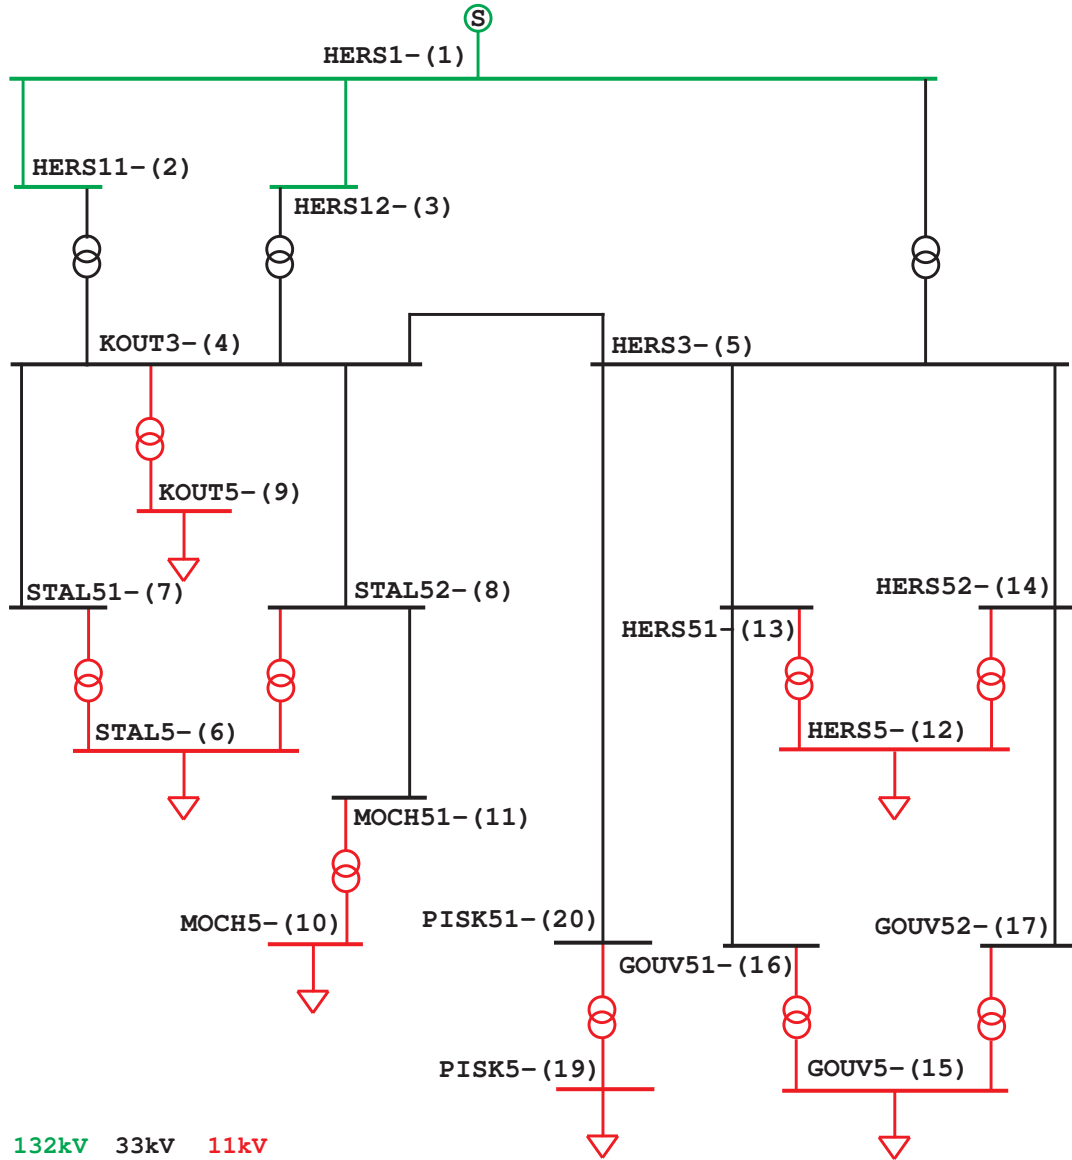 S
HERS1-(1)
HERS11-(2)
HERS12-(3)
KOUT3-(4)
HERS3-(5)
KOUT5-(9)
STAL51-(7)
STAL52-(8)
HERS52-(14)
HERS51-(13)
STAL5-(6)
HERS5-(12)
MOCH51-(11)
MOCH5-(10)
PISK51-(20)
GOUV52-(17)
GOUV51-(16)
PISK5-(19)
GOUV5-(15)
132kV 33kV 11kV